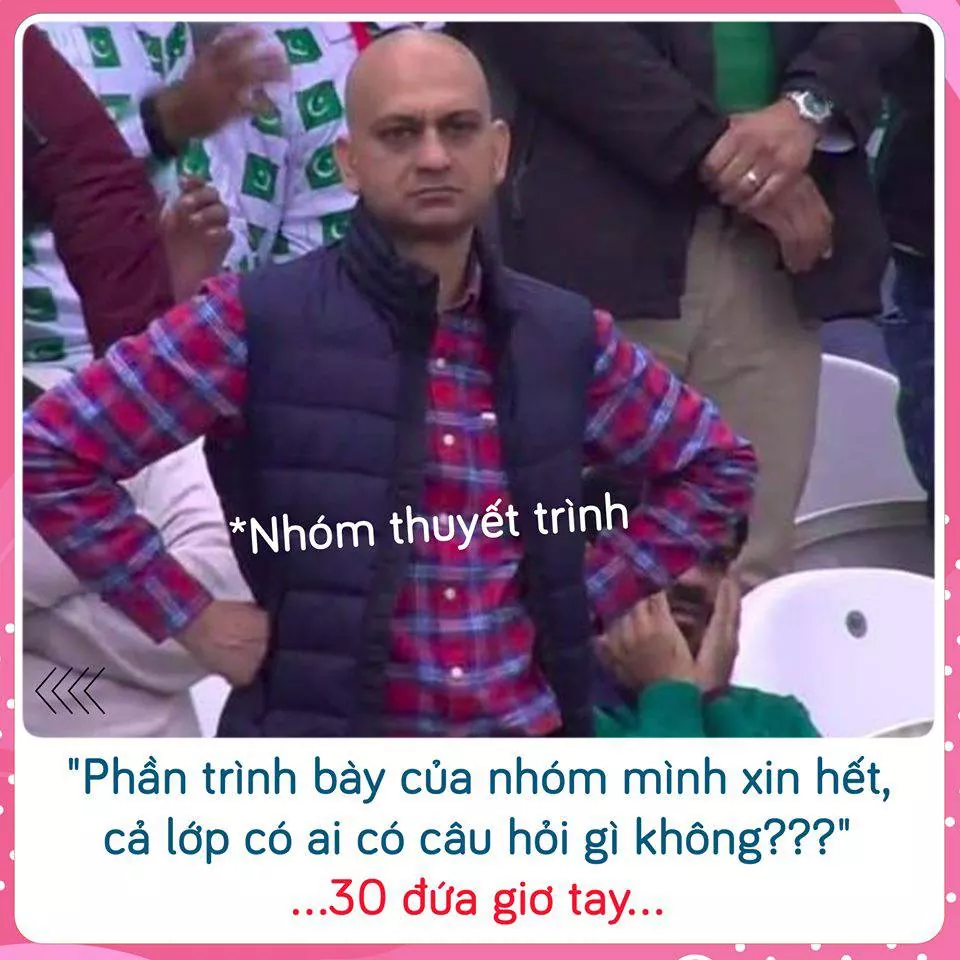 *Nhóm thuyết trình
"Phần trình bày của nhóm mình xin hết,
cả lớp có ai có câu hỏi gì không???"
...30 đứa giơ tay...